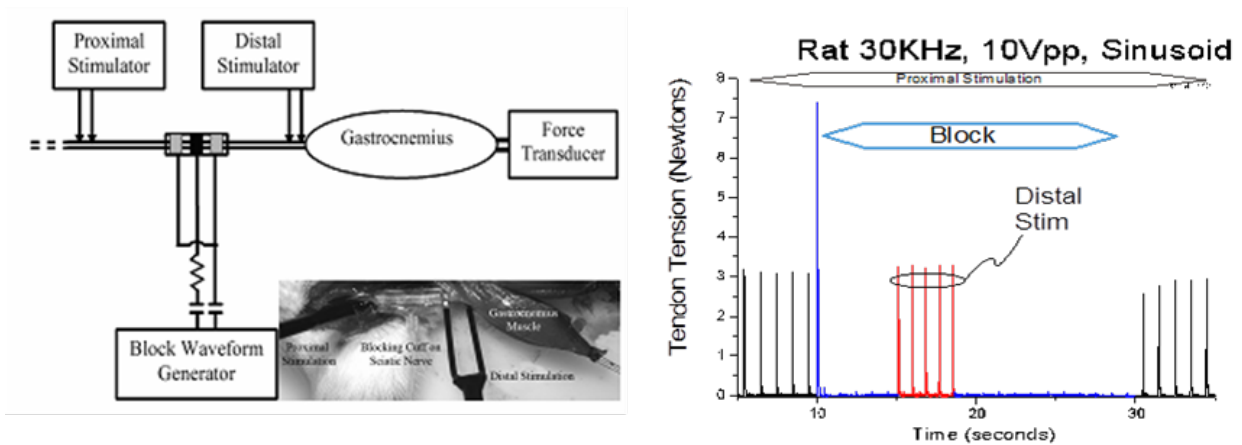 Proximal
Stimulator
Distal
Stimulator
Gastrocnemius
Force
Transducer
Block Waveform
Generator
Proximal
Stimulation
Blocking Cuff on
Sciatic Nerve
Gastrocnemius
Muscle
Distal Stimulation
Rat 30KHz, 10Vpp, Sinusoid
Proximal Stimulation
Block
Distal
Stim
Tendon Tension (Newtons)
8
7
6
5
4
3
2
1
0
10
20
30
Time (seconds)